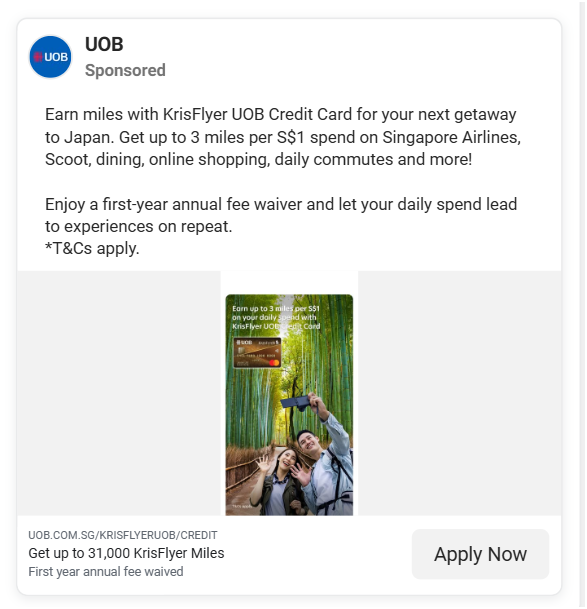 UOB
UOB
Sponsored
Earn miles with KrisFlyer UOB Credit Card for your next getaway
to Japan. Get up to 3 miles per S$1 spend on Singapore Airlines,
Scoot, dining, online shopping, daily commutes and more!
Enjoy a first-year annual fee waiver and let your daily spend lead
to experiences on repeat.
*T&Cs apply.
Earn up to 3 miles per S$1
on your daily spend with
KrisFlyer UOB Credit Card
UOB
UOB.COM.SG/KRISFLYERUOB/CREDIT
Get up to 31,000 KrisFlyer Miles
First year annual fee waived
Apply Now